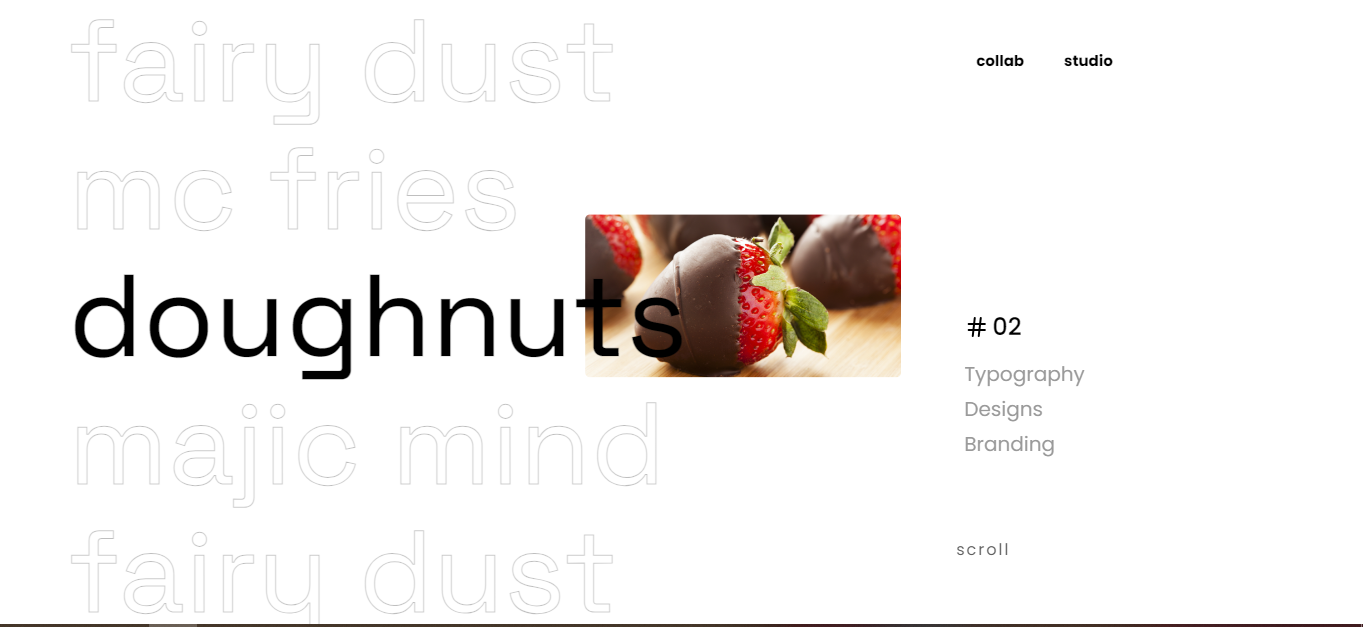 fairy dust
collab studio
mc fries
doughnuts
# 02
Typography
Designs
Branding
majic mind
scroll
fairy dust